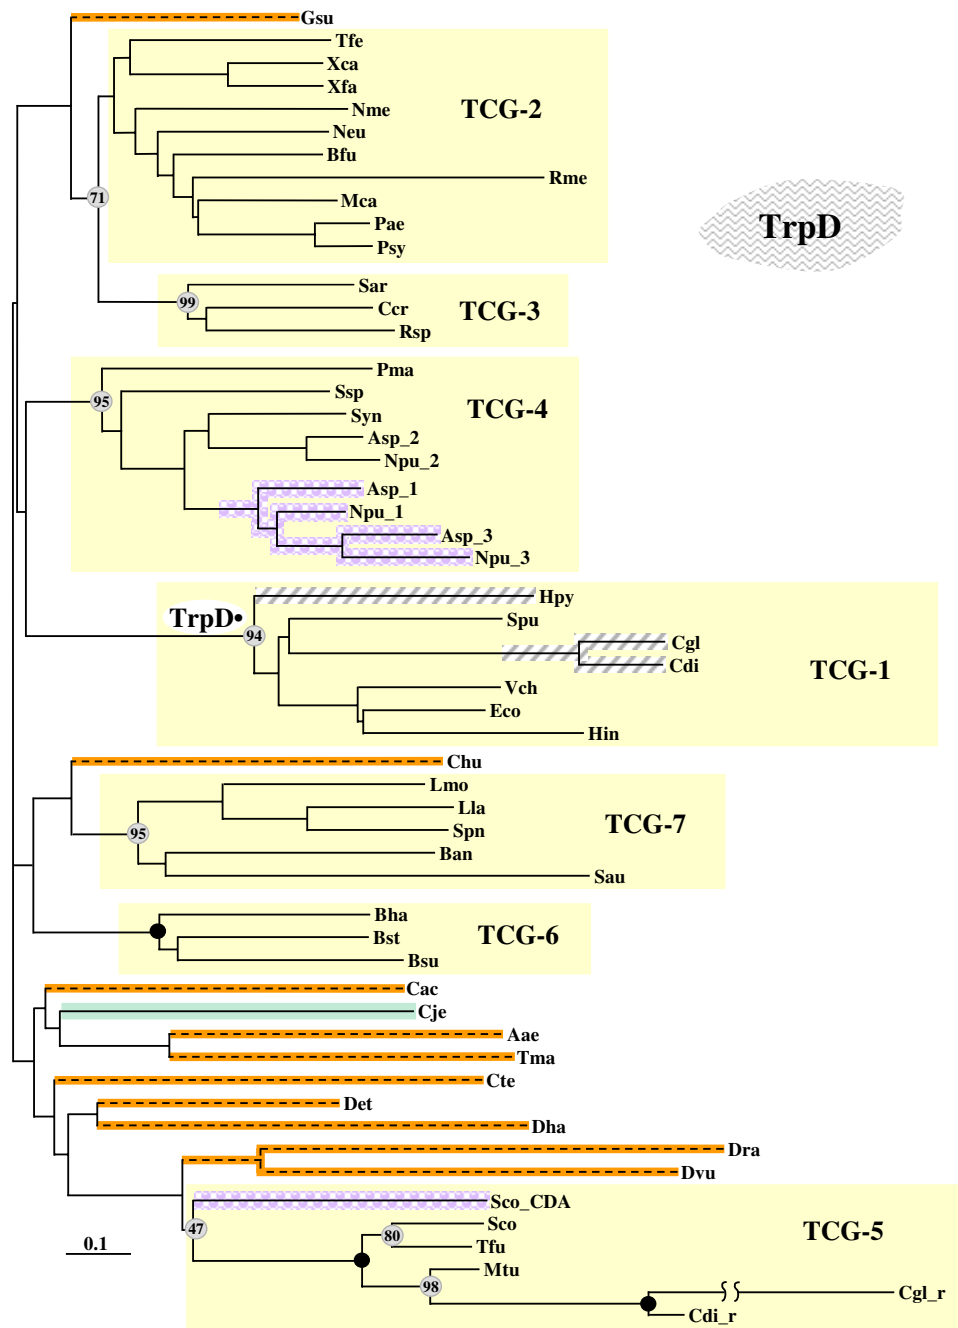 Gsu
Tfe
Xca
Xfa
TCG-2
Nme
Neu
Bfu
Rme
71
Mca
Pae
Psy
TrpD
Sar
99
Ccr
TCG-3
Rsp
Pma
95
Ssp
TCG-4
Syn
Asp_2
Npu_2
Asp_1
Npu_1
Asp_3
Npu_3
Hpy
TrpD•
Spu
94
Cgl
Cdi
TCG-1
Vch
Eco
Hin
Chu
Lmo
Lla
TCG-7
95
Spn
Ban
Sau
Bha
Bst
TCG-6
Bsu
Cac
Cje
Aae
Tma
Cte
Det
Dha
Dra
Dvu
Sco_CDA
47
Sco
TCG-5
80
0.1
Tfu
Mtu
98
Cgl_r
Cdi_r